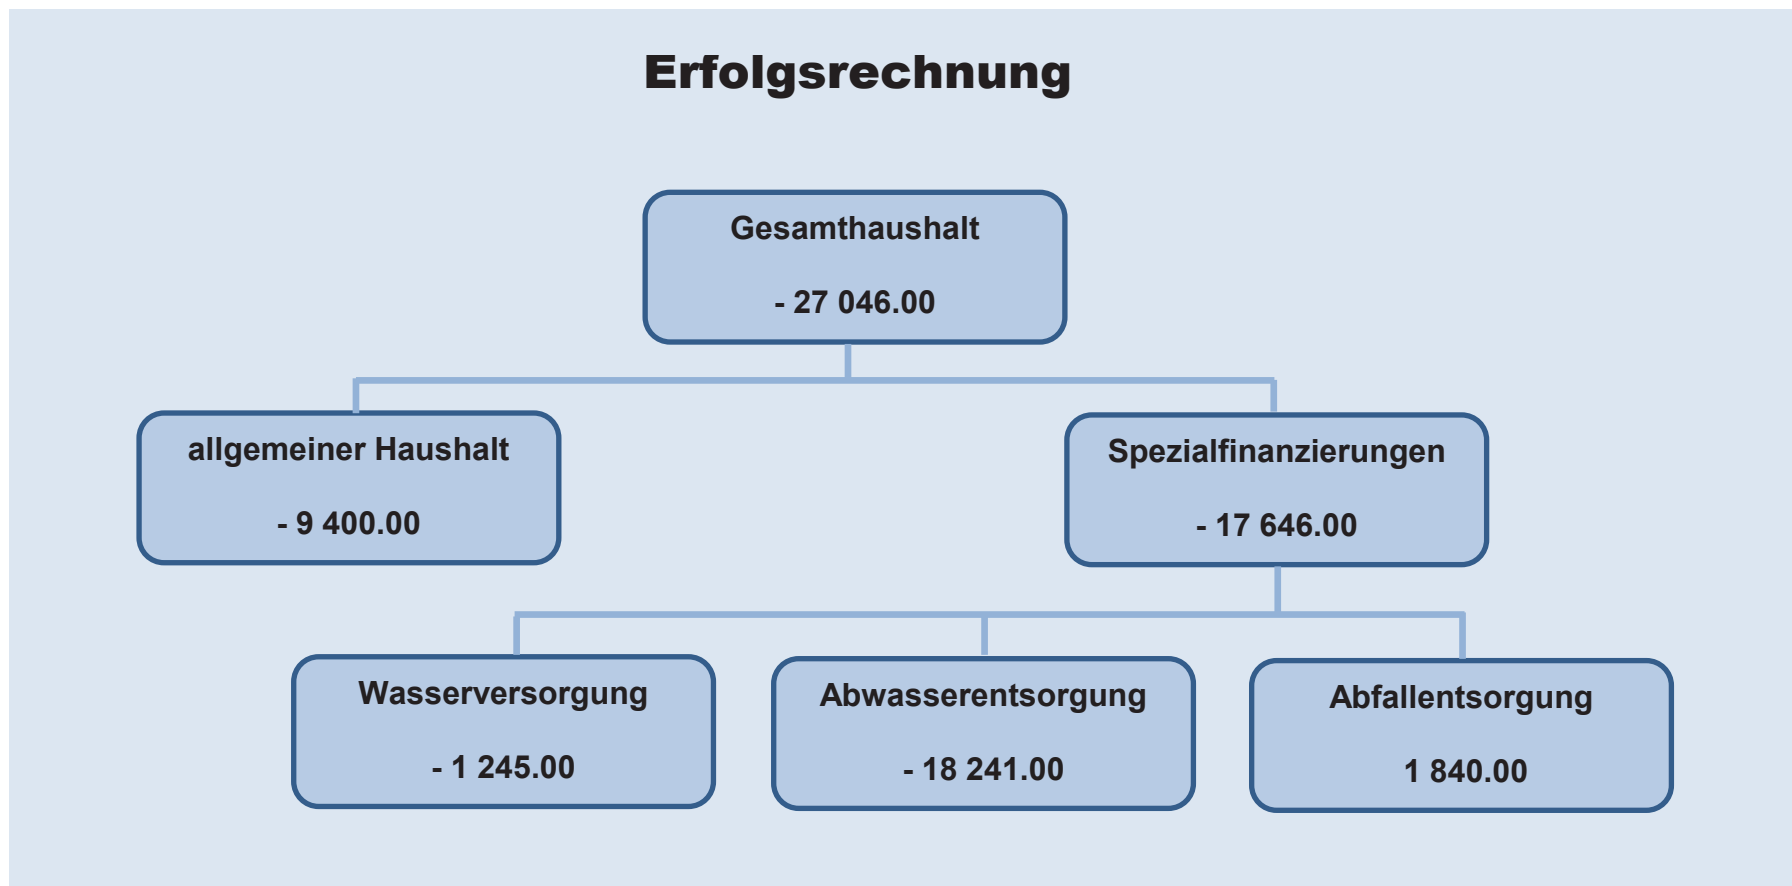 Erfolgsrechnung
Gesamthaushalt
- 27 046.00
allgemeiner Haushalt
- 9 400.00
Spezialfinanzierungen
- 17 646.00
Wasserversorgung
- 1 245.00
Abwasserentsorgung
- 18 241.00
Abfallentsorgung
1 840.00